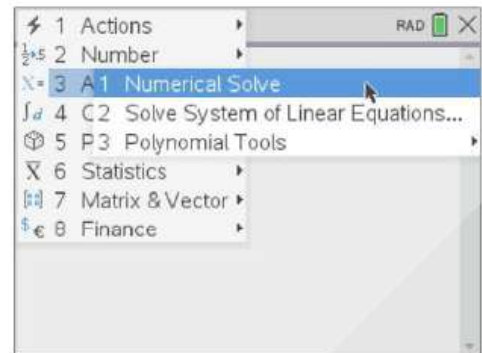 1 Actions
RAD
2 Number
3 A 1 Numerical Solve
4 C 2 Solve System of Linear Equations...
5 P 3 Polynomial Tools
6 Statistics
7 Matrix & Vector
8 Finance